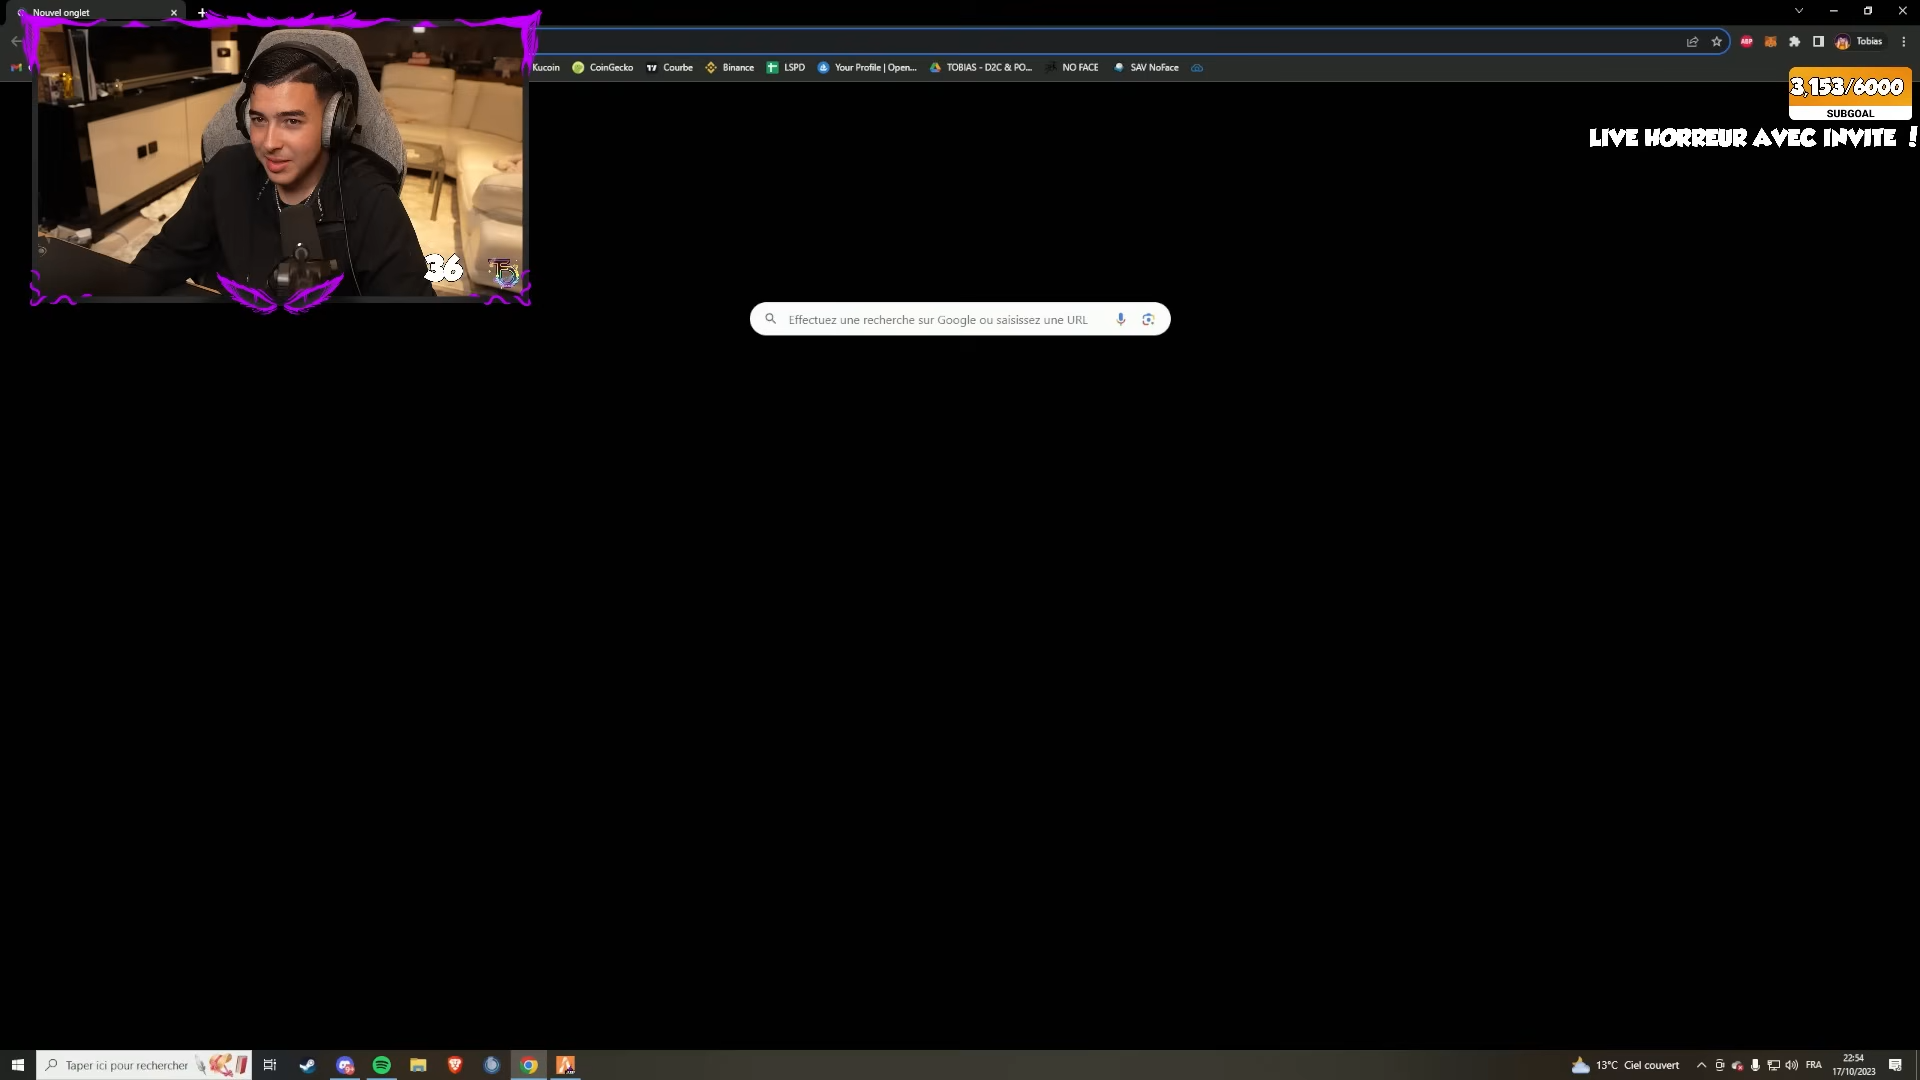 Nouvel onglet
Tobias
Kucoin
CoinGecko
Courbe
Binance
LSPD
Your Profile | Open...
TOBIAS - D2C & PO...
NO FACE
SAV NoFace
ABP
3,153/6000
SUBGOAL
LIVE HORREUR AVEC INVITE !
36
Effectuez une recherche sur Google ou saisissez une URL
Taper ici pour rechercher
13°C Ciel couvert
FRA
22:54
17/10/2023